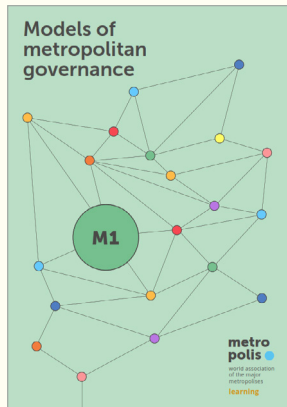 Models of
metropolitan
governance
M1
metro
polis
world association
of the major
metropolises
learning